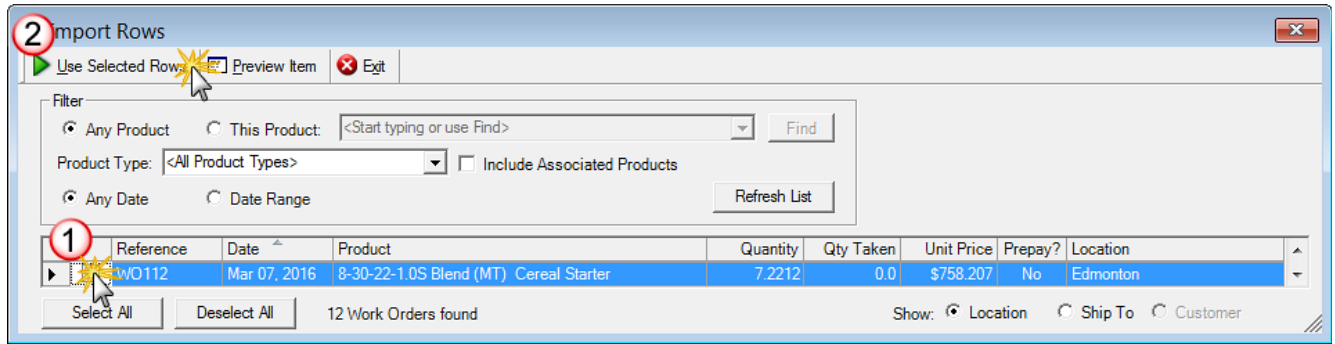 2 Import Rows
Use Selected Rows Preview Item Exit
Filter
Any Product This Product: <Start typing or use Find> Find
Product Type: <All Product Types> Include Associated Products
Any Date Date Range Refresh List
1 Reference Date Product Quantity Qty Taken Unit Price Prepay? Location
WO112 Mar 07, 2016 8-30-22-1.0S Blend (MT) Cereal Starter 7.2212 0.0 $758.207 No Edmonton
Select All Deselect All 12 Work Orders found Show: Location Ship To Customer